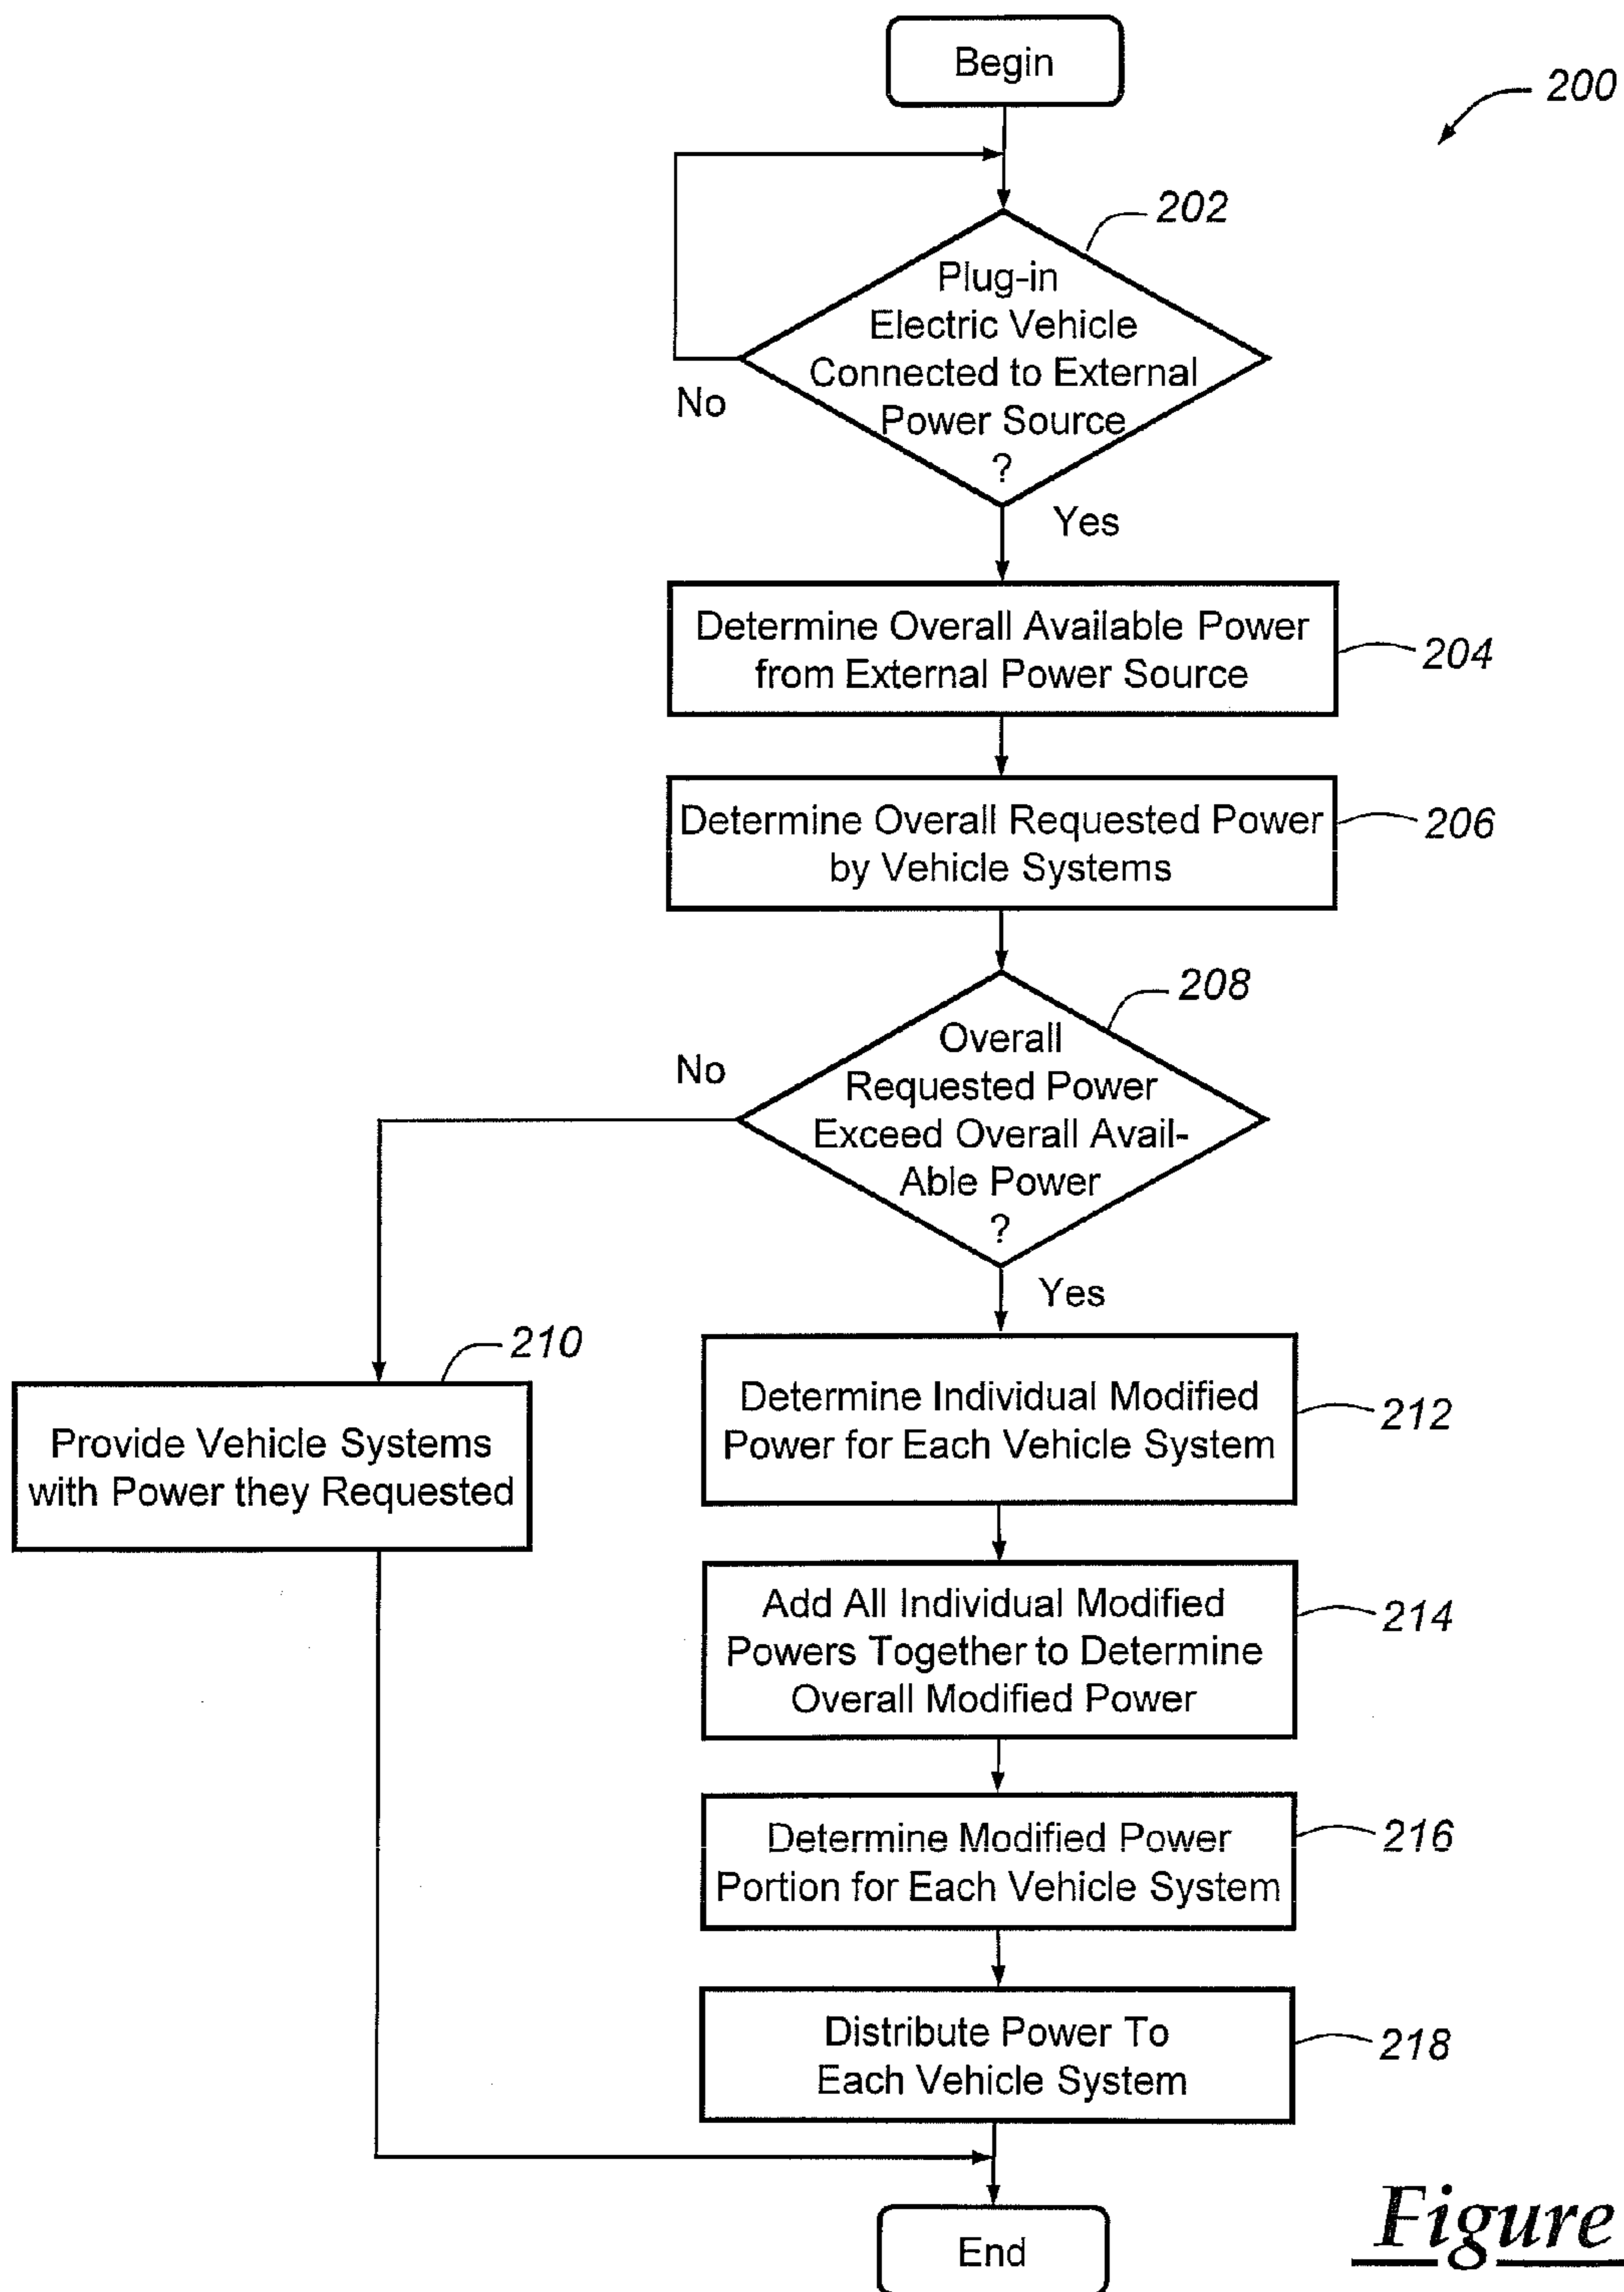 Begin
200
202
Plug-in
Electric Vehicle
Connected to External
Power Source
?
No
Yes
Determine Overall Available Power
from External Power Source
204
Determine Overall Requested Power
by Vehicle Systems
206
208
Overall
Requested Power
Exceed Overall Avail-
Able Power
?
No
Yes
210
Provide Vehicle Systems
with Power they Requested
Determine Individual Modified
Power for Each Vehicle System
212
Add All Individual Modified
Powers Together to Determine
Overall Modified Power
214
Determine Modified Power
Portion for Each Vehicle System
216
Distribute Power To
Each Vehicle System
218
End
Figure